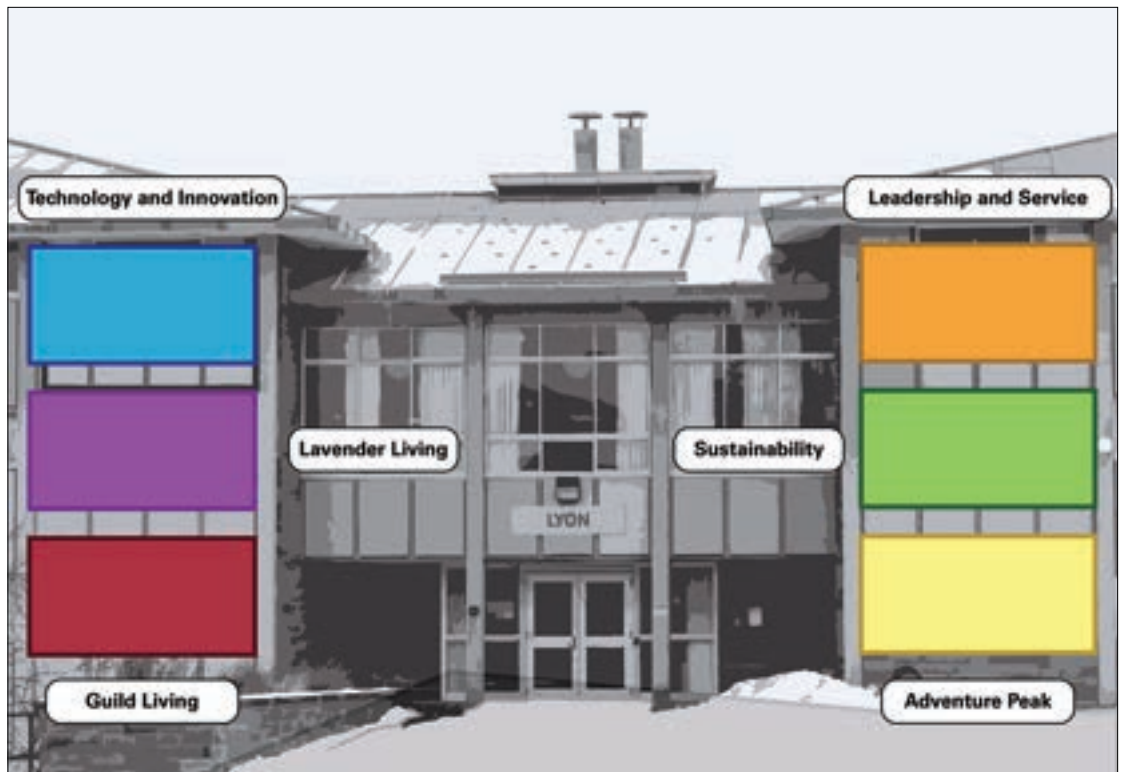 Technology and Innovation
Leadership and Service
Lavender Living
Sustainability
LYON
Guild Living
Adventure Peak